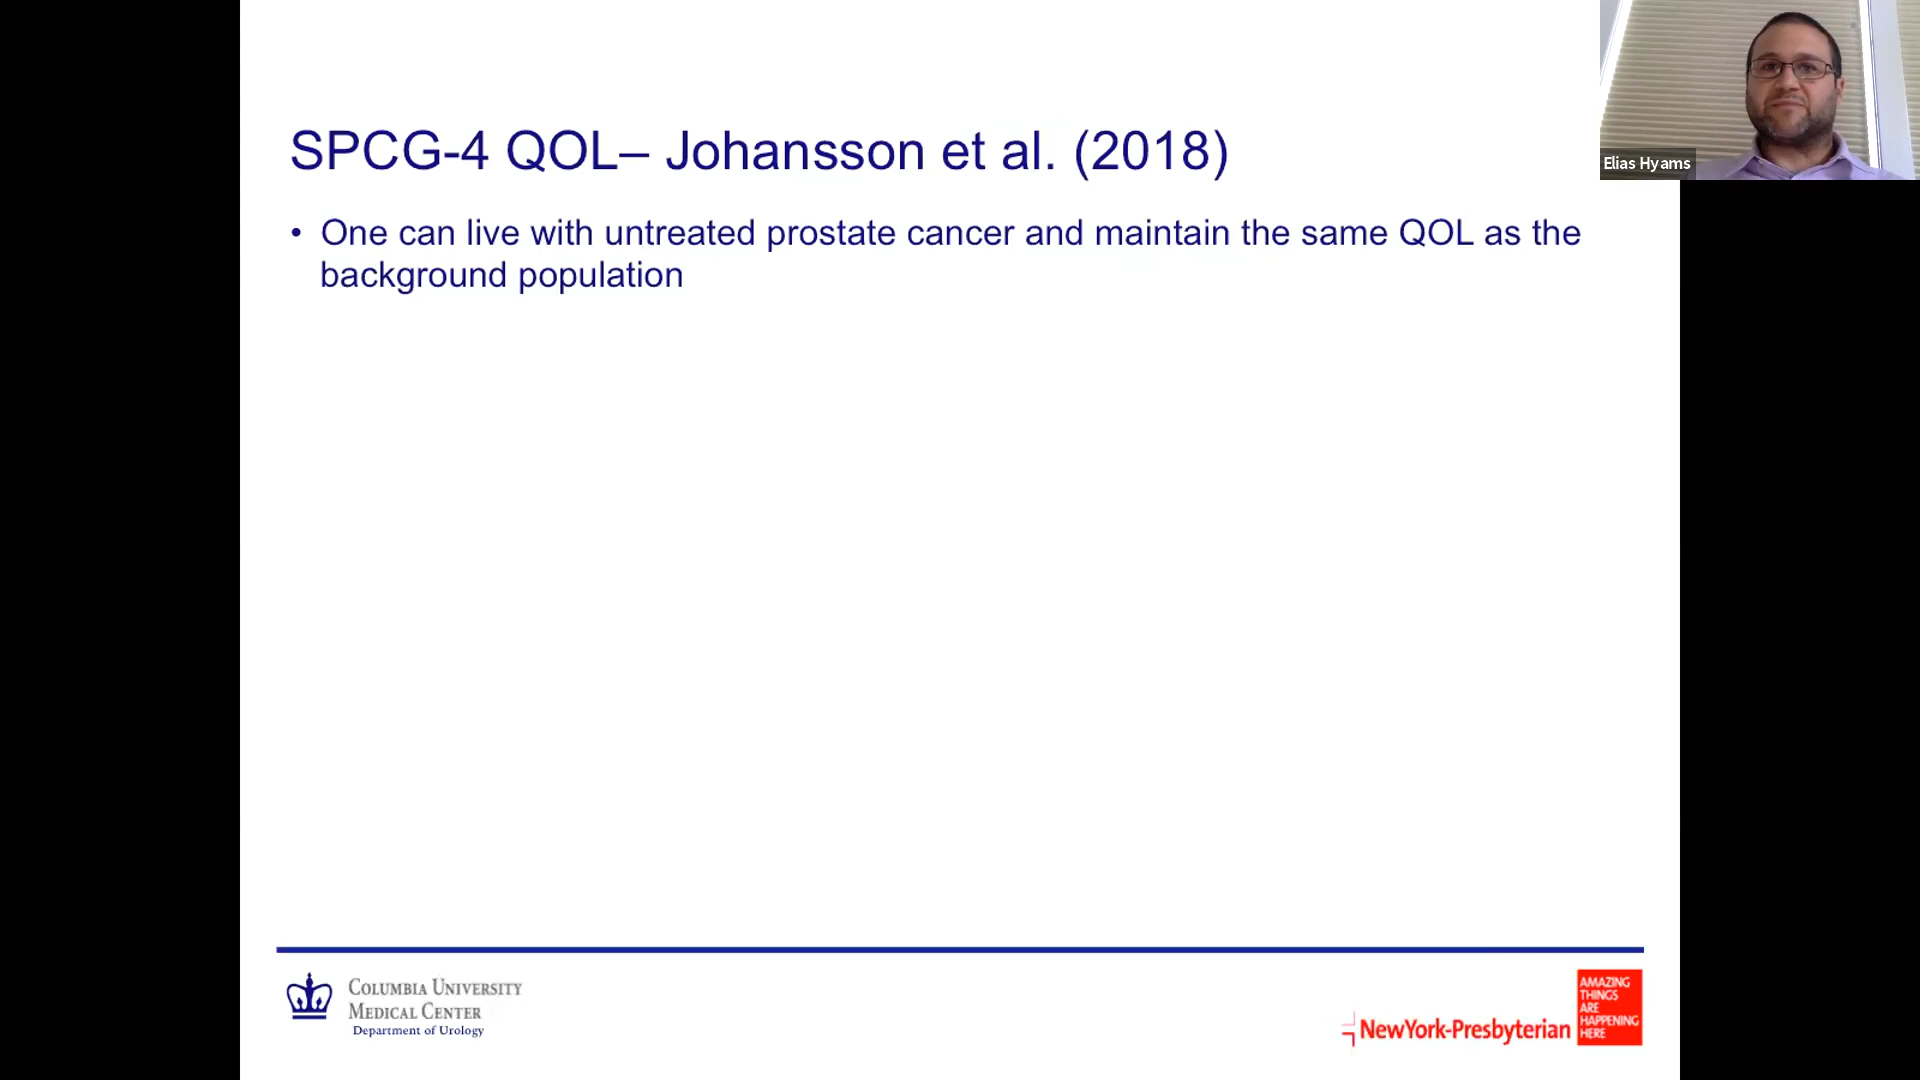 SPCG-4 QOL– Johansson et al. (2018)
• One can live with untreated prostate cancer and maintain the same QOL as the
background population
Elias Hyams
COLUMBIA UNIVERSITY
MEDICAL CENTER
Department of Urology
NewYork-Presbyterian
AMAZING
THINGS
ARE
HAPPENING
HERE